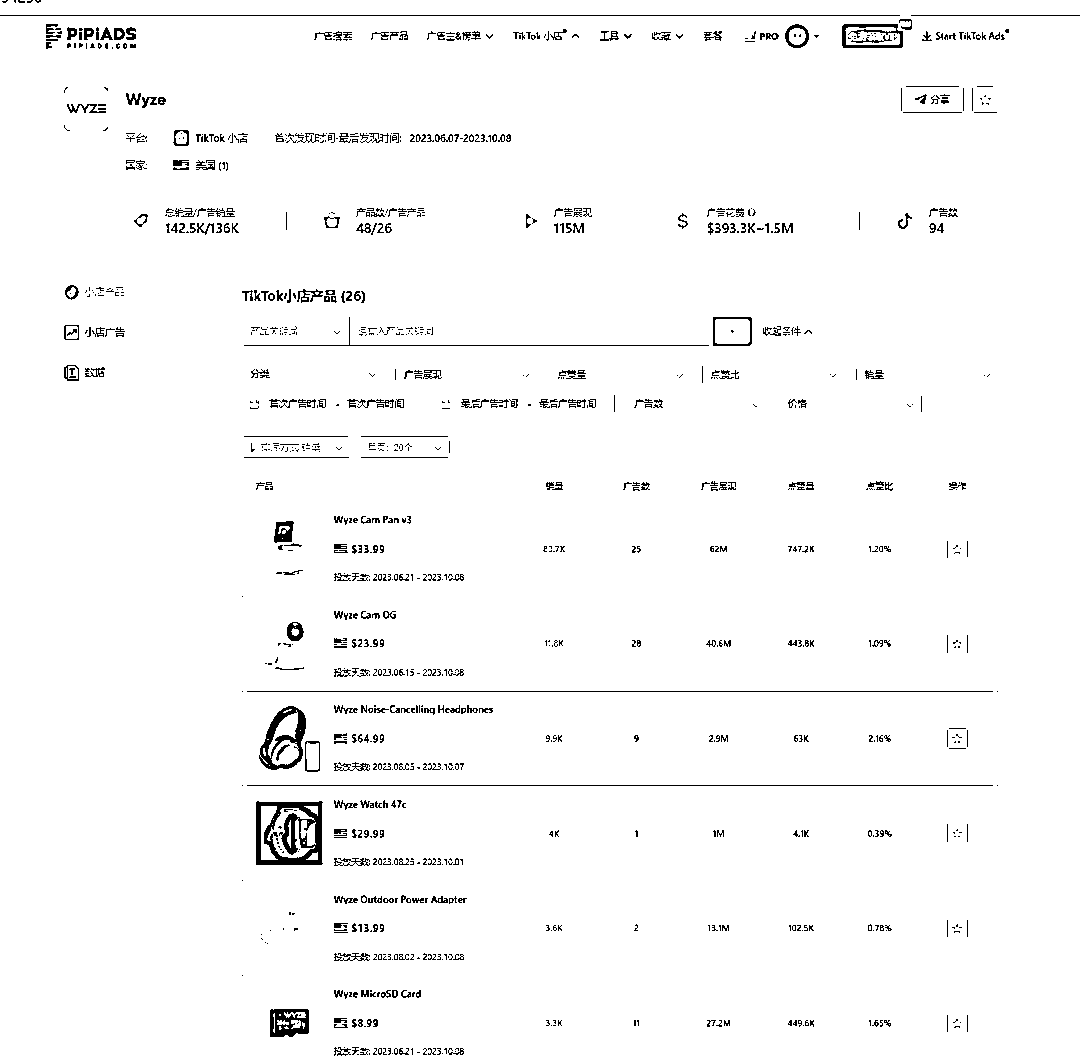 PiPiADS
PIPIADS.COM
广告搜索 广告产品 广告主&榜单 TikTok 小店 工具 收藏 套餐 PRO Start TikTok Ads
WYZE
Wyze
分享
平台: TikTok 小店 首次发现时间-最后发现时间: 2023.06.07-2023.10.08
国家: 美国 (1)
总销量/广告销量 产品数/广告产品 广告展现 广告花费 广告数
142.5K/136K 48/26 115M $393.3K~1.5M 94
小店产品
小店广告
数据
TikTok小店产品 (26)
产品关键词 请输入产品关键词 收起条件
分类 广告展现 点赞量 点赞比 销量
首次广告时间 - 首次广告时间 最后广告时间 - 最后广告时间 广告数 价格
排序方式: 销量 每页: 20个
产品 销量 广告数 广告展现 点赞量 点赞比 操作
Wyze Cam Pan v3
$33.99 83.7K 25 62M 747.2K 1.20%
投放天数: 2023.06.21 - 2023.10.08
Wyze Cam OG
$23.99 11.8K 28 40.6M 443.8K 1.09%
投放天数: 2023.06.15 - 2023.10.08
Wyze Noise-Cancelling Headphones
$64.99 9.9K 9 2.9M 63K 2.16%
投放天数: 2023.08.05 - 2023.10.07
Wyze Watch 47c
$29.99 4K 1 1M 4.1K 0.39%
投放天数: 2023.08.25 - 2023.10.01
Wyze Outdoor Power Adapter
$13.99 3.6K 2 13.1M 102.5K 0.78%
投放天数: 2023.08.02 - 2023.10.08
Wyze MicroSD Card
$8.99 3.3K 11 27.2M 449.6K 1.65%
投放天数: 2023.06.21 - 2023.10.08